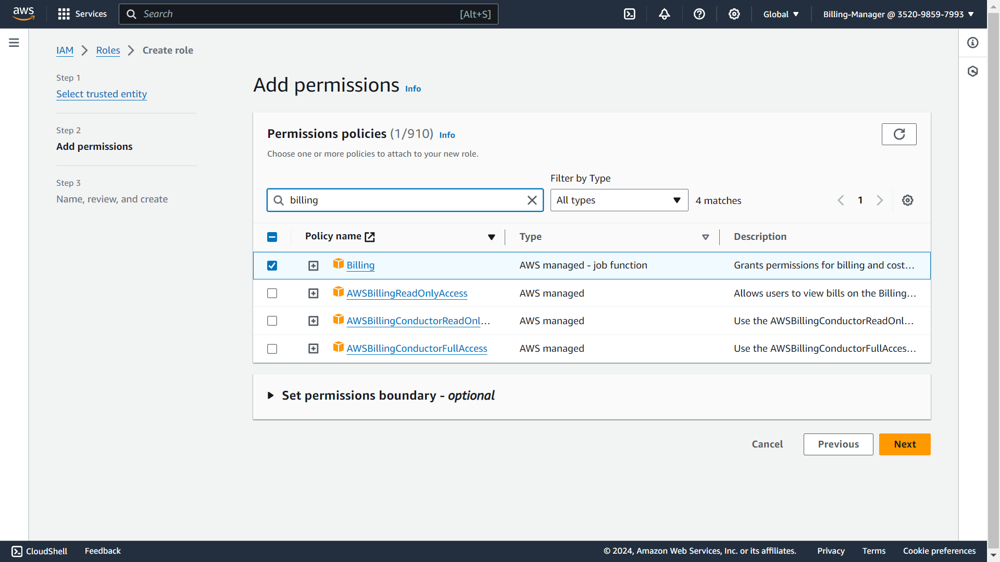 aws
Services
Search
[Alt+S]
Global
Billing-Manager @ 3520-9859-7993
IAM
Roles
Create role
Step 1
Select trusted entity
Step 2
Add permissions
Step 3
Name, review, and create
Add permissions Info
Permissions policies (1/910) Info
Choose one or more policies to attach to your new role.
Filter by Type
billing
All types
4 matches
1
Policy name
Type
Description
Billing
AWS managed - job function
Grants permissions for billing and cost…
AWSBillingReadOnlyAccess
AWS managed
Allows users to view bills on the Billing…
AWSBillingConductorReadOnl…
AWS managed
Use the AWSBillingConductorReadOnl…
AWSBillingConductorFullAccess
AWS managed
Use the AWSBillingConductorFullAcces…
Set permissions boundary - optional
Cancel
Previous
Next
CloudShell
Feedback
© 2024, Amazon Web Services, Inc. or its affiliates.
Privacy
Terms
Cookie preferences